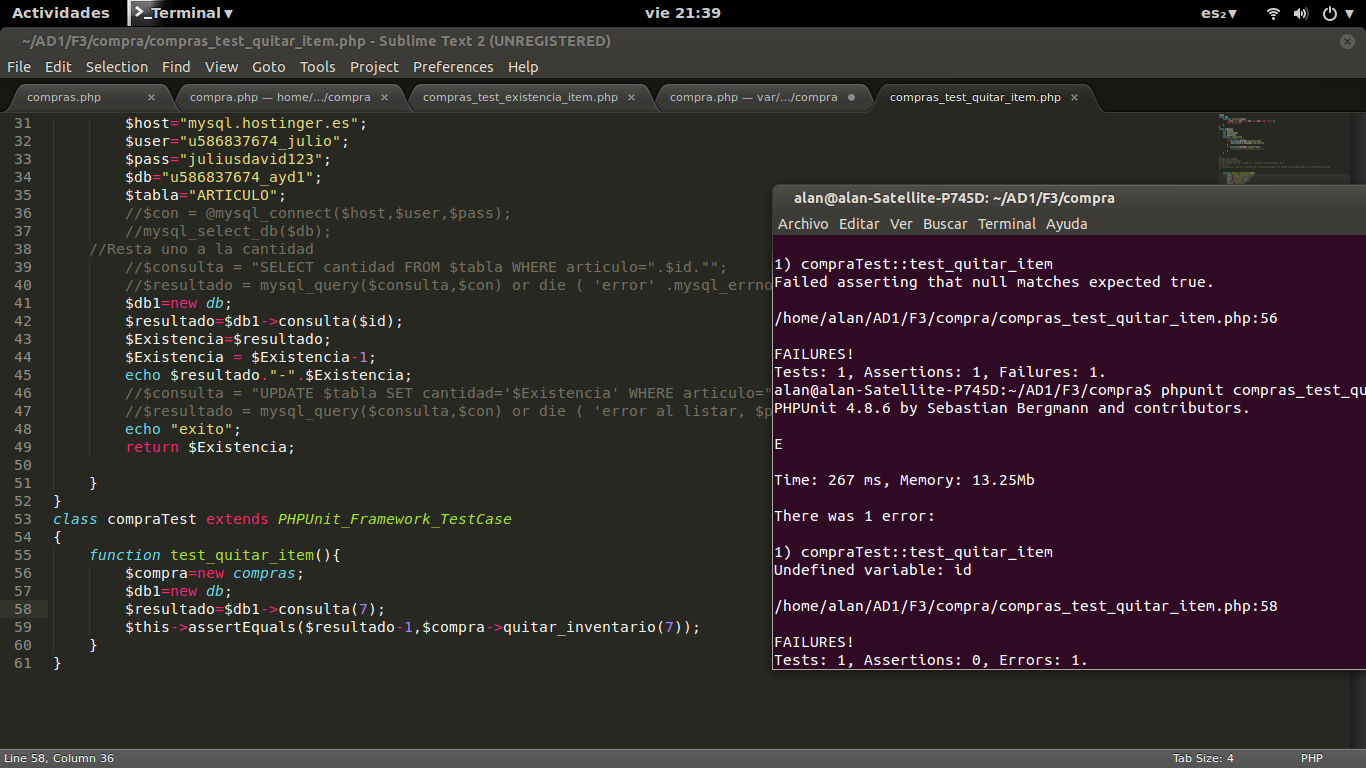 Actividades Terminal ▾ vie 21:39 es₂▾
~/AD1/F3/compra/compras_test_quitar_item.php - Sublime Text 2 (UNREGISTERED)
File Edit Selection Find View Goto Tools Project Preferences Help
compras.php × compra.php — home/.../compra × compras_test_existencia_item.php × compra.php — var/.../compra compras_test_quitar_item.php ×
31 $host="mysql.hostinger.es";
32 $user="u586837674_julio";
33 $pass="juliusdavid123";
34 $db="u586837674_ayd1";
35 $tabla="ARTICULO";
36 //$con = @mysql_connect($host,$user,$pass);
37 //mysql_select_db($db);
38 //Resta uno a la cantidad
39 //$consulta = "SELECT cantidad FROM $tabla WHERE articulo=".$id."";
40 //$resultado = mysql_query($consulta,$con) or die ( 'error' .mysql_errno
41 $db1=new db;
42 $resultado=$db1->consulta($id);
43 $Existencia=$resultado;
44 $Existencia = $Existencia-1;
45 echo $resultado."-".$Existencia;
46 //$consulta = "UPDATE $tabla SET cantidad='$Existencia' WHERE articulo="
47 //$resultado = mysql_query($consulta,$con) or die ( 'error al listar, $p
48 echo "exito";
49 return $Existencia;
50
51 }
52 }
53 class compraTest extends PHPUnit_Framework_TestCase
54 {
55 function test_quitar_item(){
56 $compra=new compras;
57 $db1=new db;
58 $resultado=$db1->consulta(7);
59 $this->assertEquals($resultado-1,$compra->quitar_inventario(7));
60 }
61 }
alan@alan-Satellite-P745D: ~/AD1/F3/compra
Archivo Editar Ver Buscar Terminal Ayuda
1) compraTest::test_quitar_item
Failed asserting that null matches expected true.
/home/alan/AD1/F3/compra/compras_test_quitar_item.php:56
FAILURES!
Tests: 1, Assertions: 1, Failures: 1.
alan@alan-Satellite-P745D:~/AD1/F3/compra$ phpunit compras_test_qu
PHPUnit 4.8.6 by Sebastian Bergmann and contributors.
E
Time: 267 ms, Memory: 13.25Mb
There was 1 error:
1) compraTest::test_quitar_item
Undefined variable: id
/home/alan/AD1/F3/compra/compras_test_quitar_item.php:58
FAILURES!
Tests: 1, Assertions: 0, Errors: 1.
Line 58, Column 36 Tab Size: 4 PHP